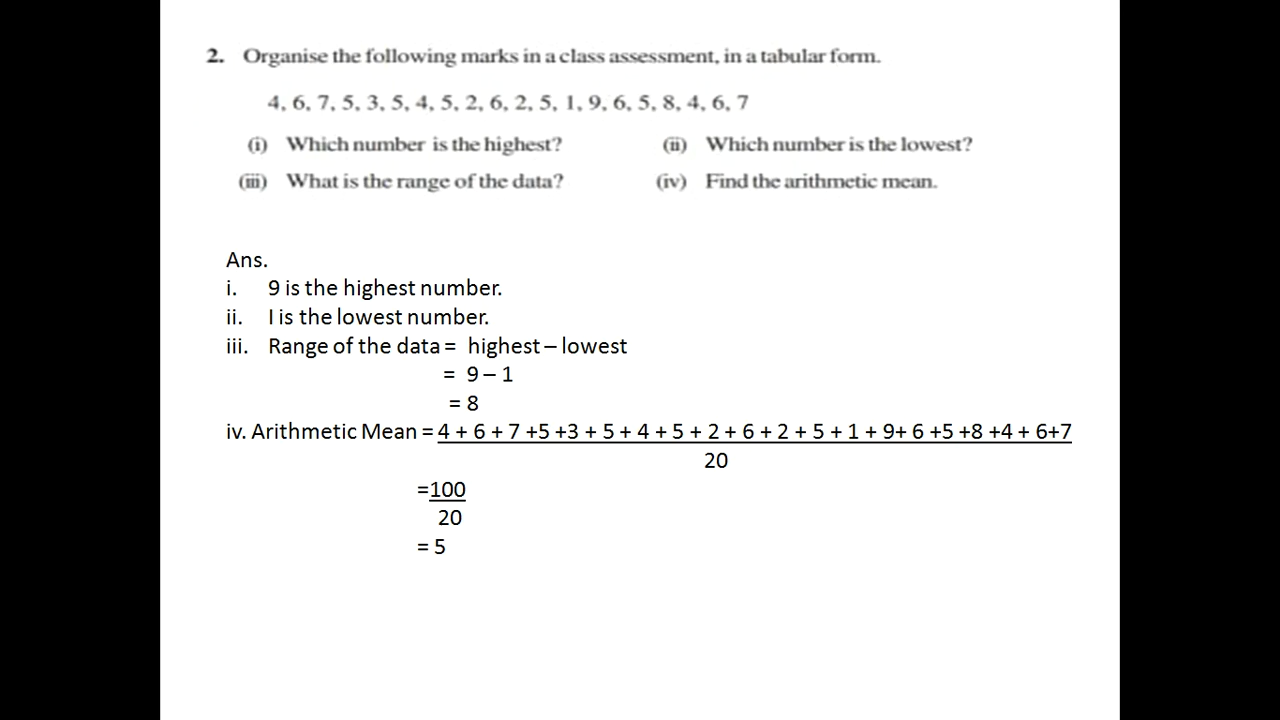 2. Organise the following marks in a class assessment, in a tabular form.
4, 6, 7, 5, 3, 5, 4, 5, 2, 6, 2, 5, 1, 9, 6, 5, 8, 4, 6, 7
(i) Which number is the highest? (ii) Which number is the lowest?
(iii) What is the range of the data? (iv) Find the arithmetic mean.
Ans.
i. 9 is the highest number.
ii. I is the lowest number.
iii. Range of the data = highest – lowest
= 9 – 1
= 8
iv. Arithmetic Mean = 4 + 6 + 7 +5 +3 + 5 + 4 + 5 + 2 + 6 + 2 + 5 + 1 + 9+ 6 +5 +8 +4 + 6+7
20
=100
20
= 5